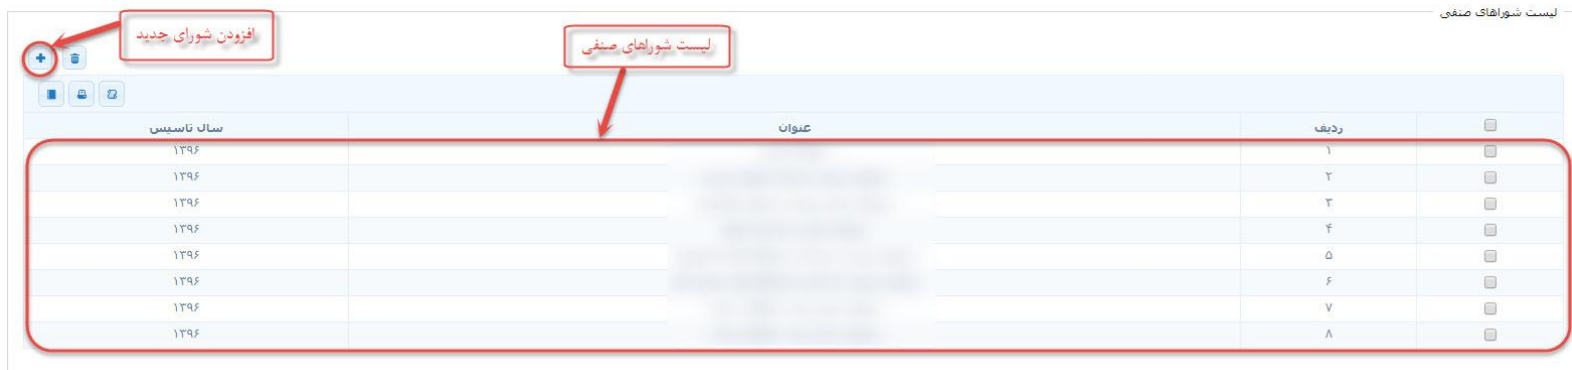 لیست شوراهای صنفی
افزودن شورای جدید
لیست شوراهای صنفی
ردیف عنوان سال تاسیس
۱ ۱۳۹۶
۲ ۱۳۹۶
۳ ۱۳۹۶
۴ ۱۳۹۶
۵ ۱۳۹۶
۶ ۱۳۹۶
۷ ۱۳۹۶
۸ ۱۳۹۶